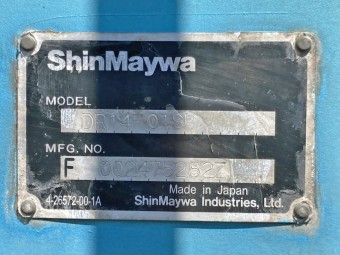 ShinMaywa
MODEL
MFG. NO.
F
Made in Japan
4-26572-00-1A
ShinMaywa Industries, Ltd.